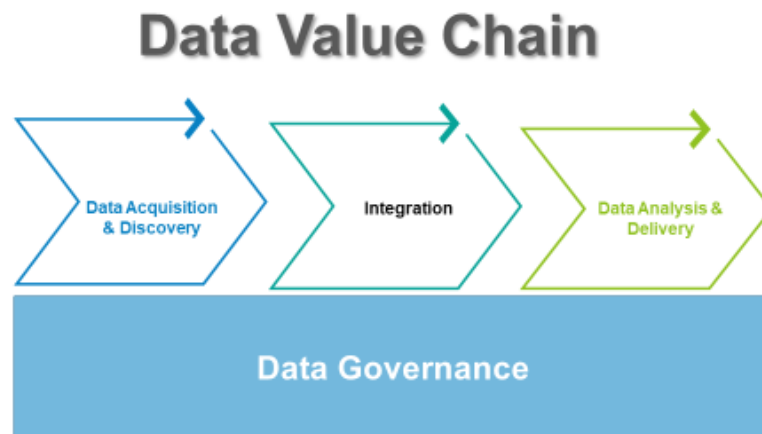 Data Value Chain
Data Acquisition
& Discovery
Integration
Data Analysis &
Delivery
Data Governance